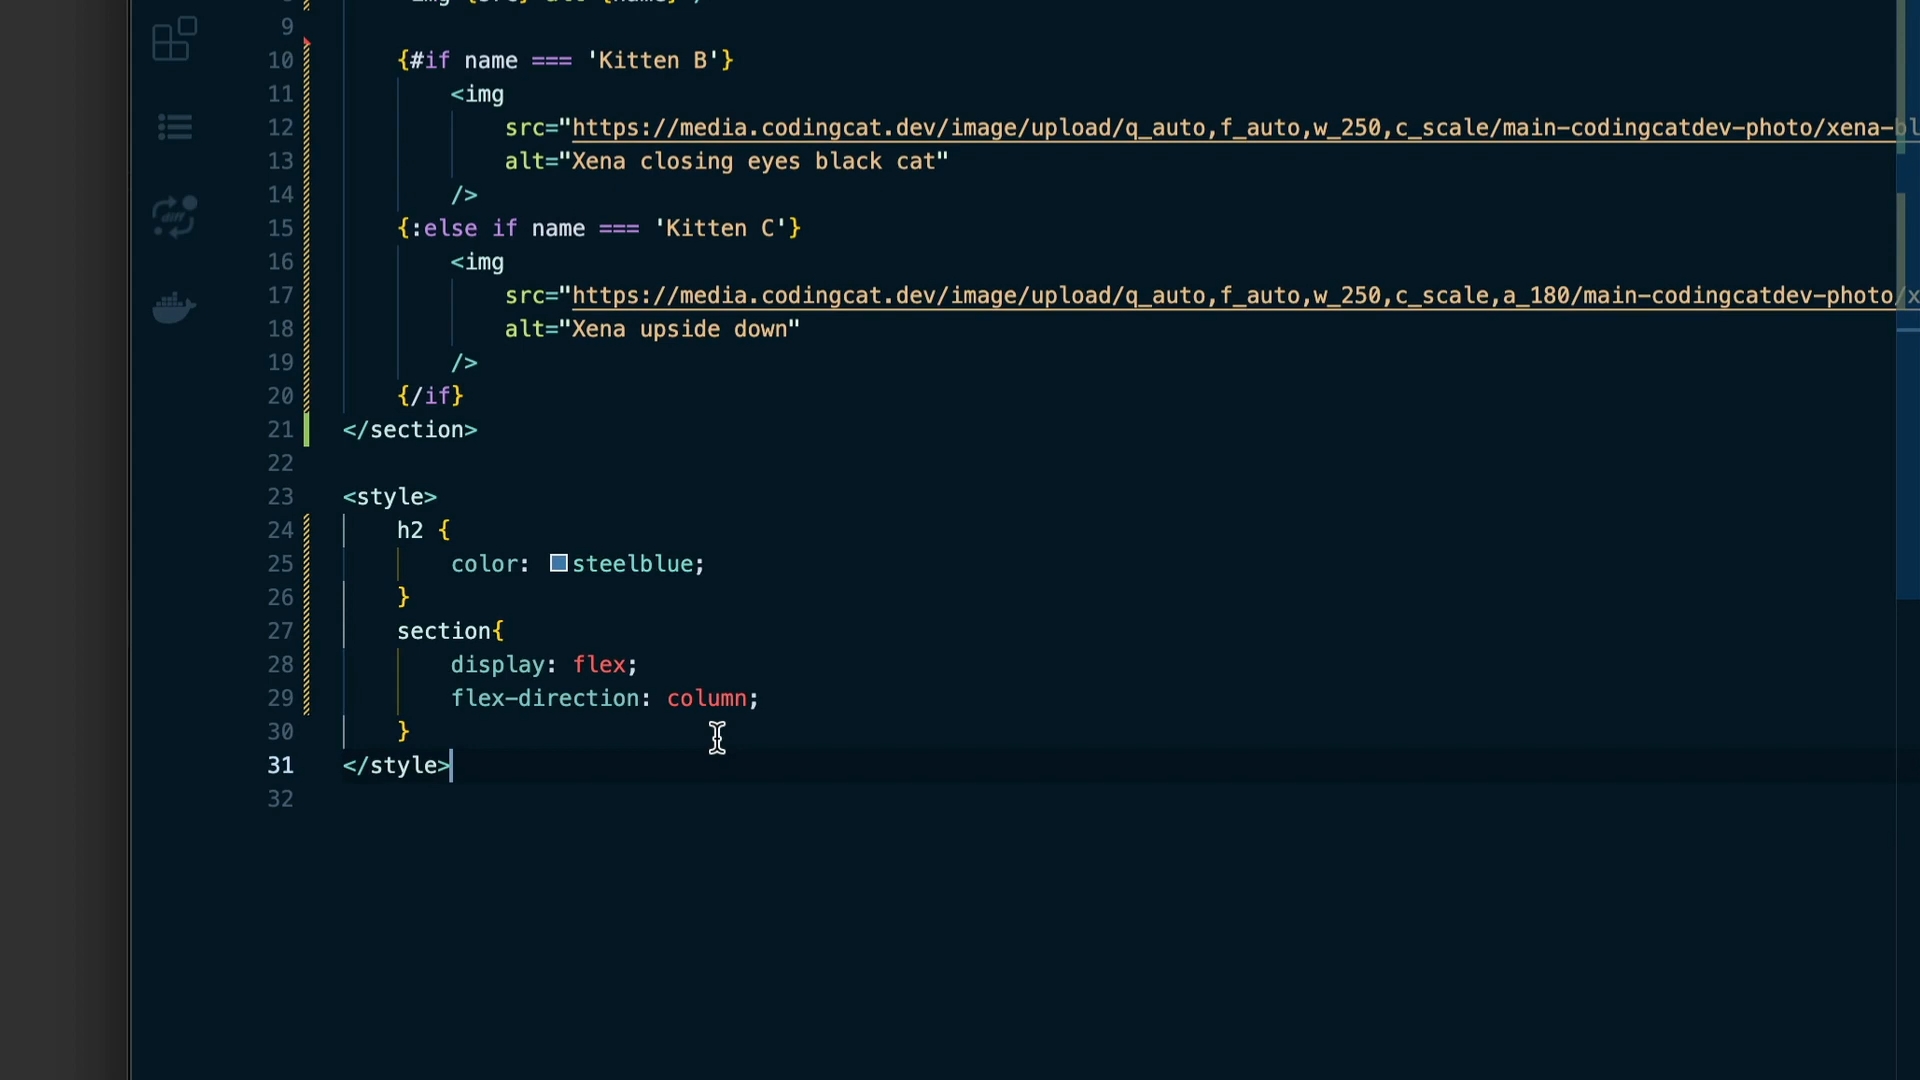 9
10 {#if name === 'Kitten B'}
11 <img
12 src="https://media.codingcat.dev/image/upload/q_auto,f_auto,w_250,c_scale/main-codingcatdev-photo/xena-bl
13 alt="Xena closing eyes black cat"
14 />
15 {:else if name === 'Kitten C'}
16 <img
17 src="https://media.codingcat.dev/image/upload/q_auto,f_auto,w_250,c_scale,a_180/main-codingcatdev-photo/x
18 alt="Xena upside down"
19 />
20 {/if}
21 </section>
22
23 <style>
24 h2 {
25 color: steelblue;
26 }
27 section{
28 display: flex;
29 flex-direction: column;
30 }
31 </style>
32
diff